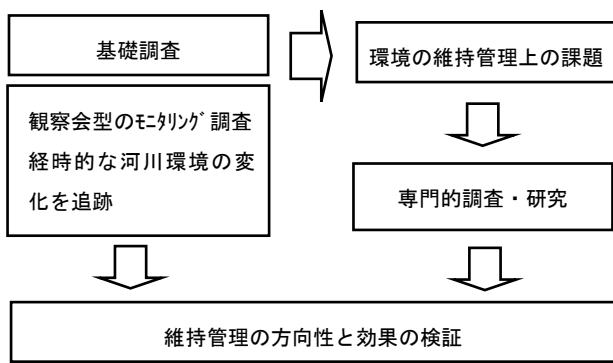 基礎調査
環境の維持管理上の課題
観察会型のﾓﾆﾀﾘﾝｸﾞ調査
経時的な河川環境の変
化を追跡
専門的調査・研究
維持管理の方向性と効果の検証